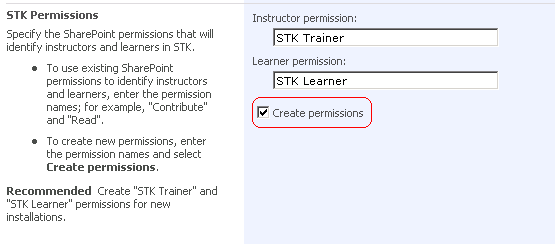 STK Permissions
Specify the SharePoint permissions that will
identify instructors and learners in STK.
To use existing SharePoint
permissions to identify instructors
and learners, enter the permission
names; for example, "Contribute"
and "Read".
To create new permissions, enter
the permission names and select
Create permissions.
Recommended Create "STK Trainer" and
"STK Learner" permissions for new
installations.
Instructor permission:
STK Trainer
Learner permission:
STK Learner
Create permissions